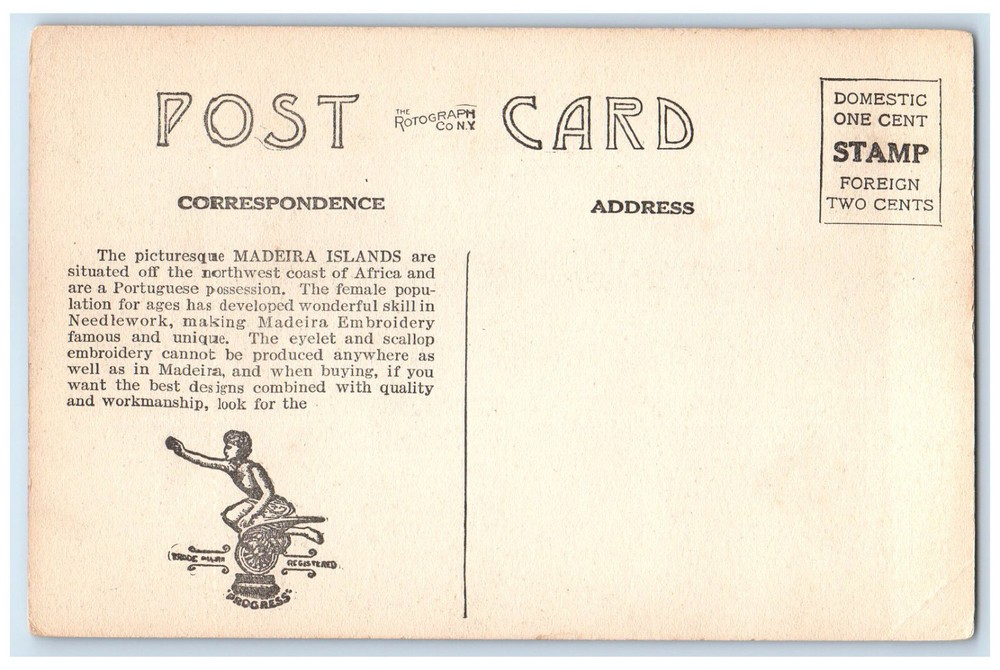 POST CARD
THE
ROTOGRAPH
Co N.Y.
DOMESTIC
ONE CENT
STAMP
FOREIGN
TWO CENTS
CORRESPONDENCE
ADDRESS
The picturesque MADEIRA ISLANDS are
situated off the northwest coast of Africa and
are a Portuguese possession. The female popu-
lation for ages has developed wonderful skill in
Needlework, making Madeira Embroidery
famous and unique. The eyelet and scallop
embroidery cannot be produced anywhere as
well as in Madeira, and when buying, if you
want the best designs combined with quality
and workmanship, look for the
TRADE MARK REGISTERED
"PROGRESS"